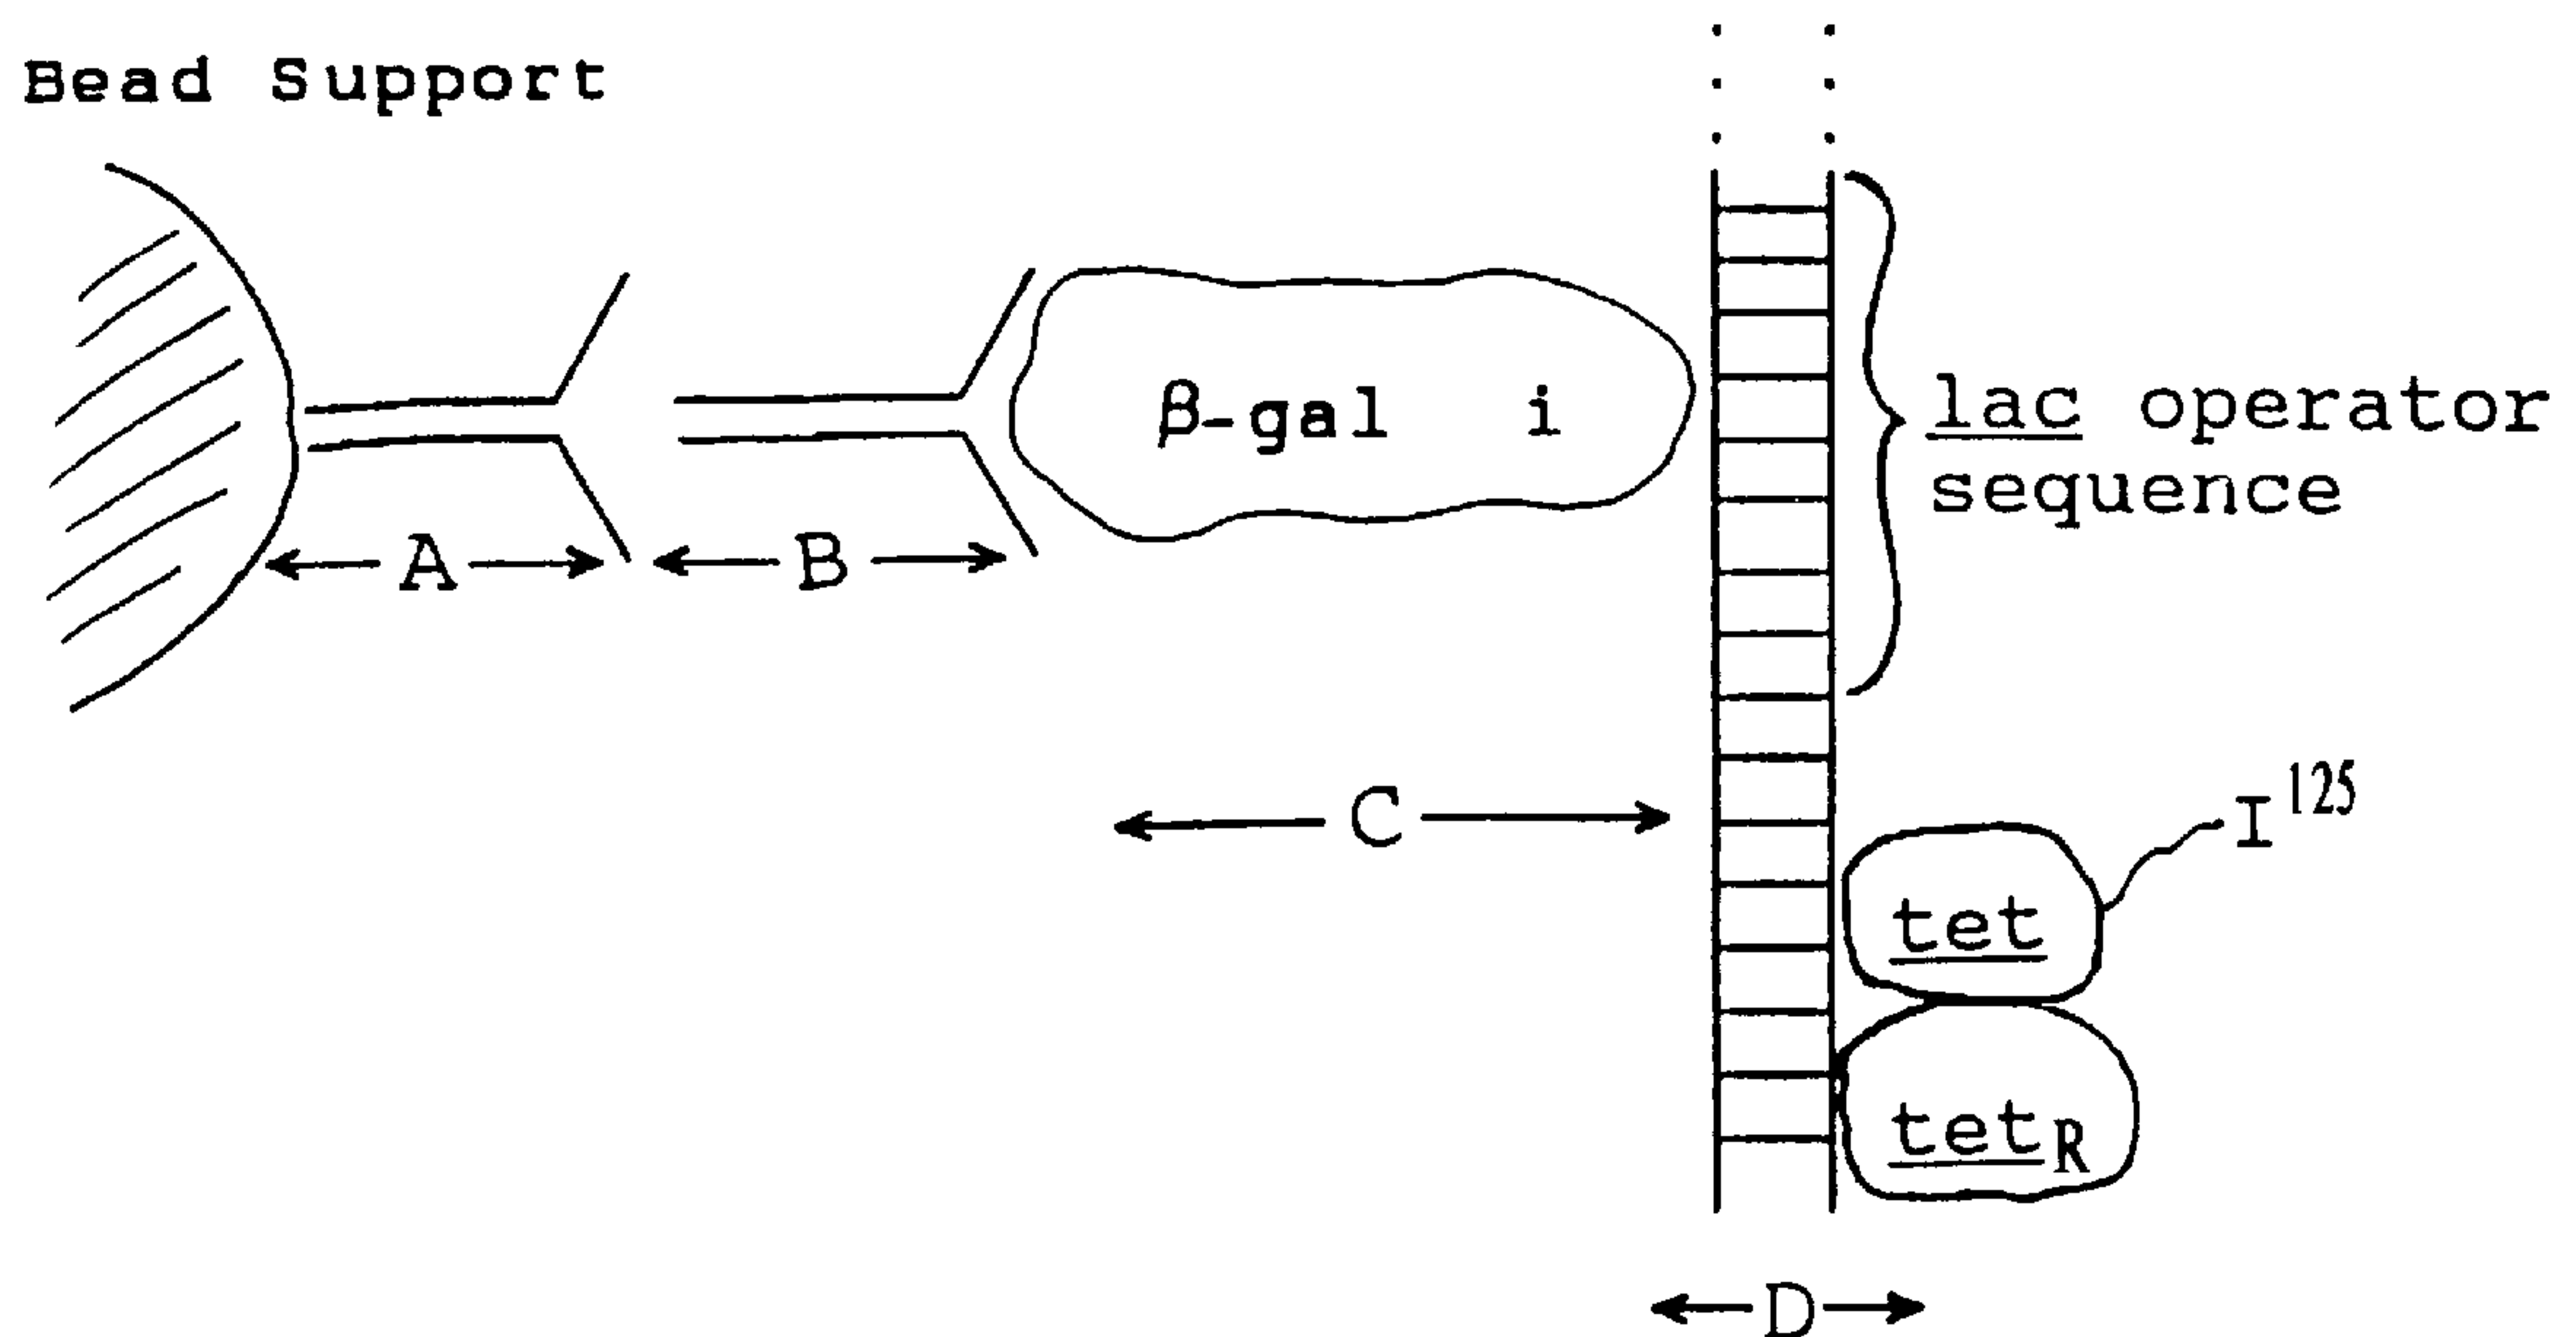 Bead Support
β-gal i
lac operator
sequence
A
B
C
I¹²⁵
tet
tetR
D